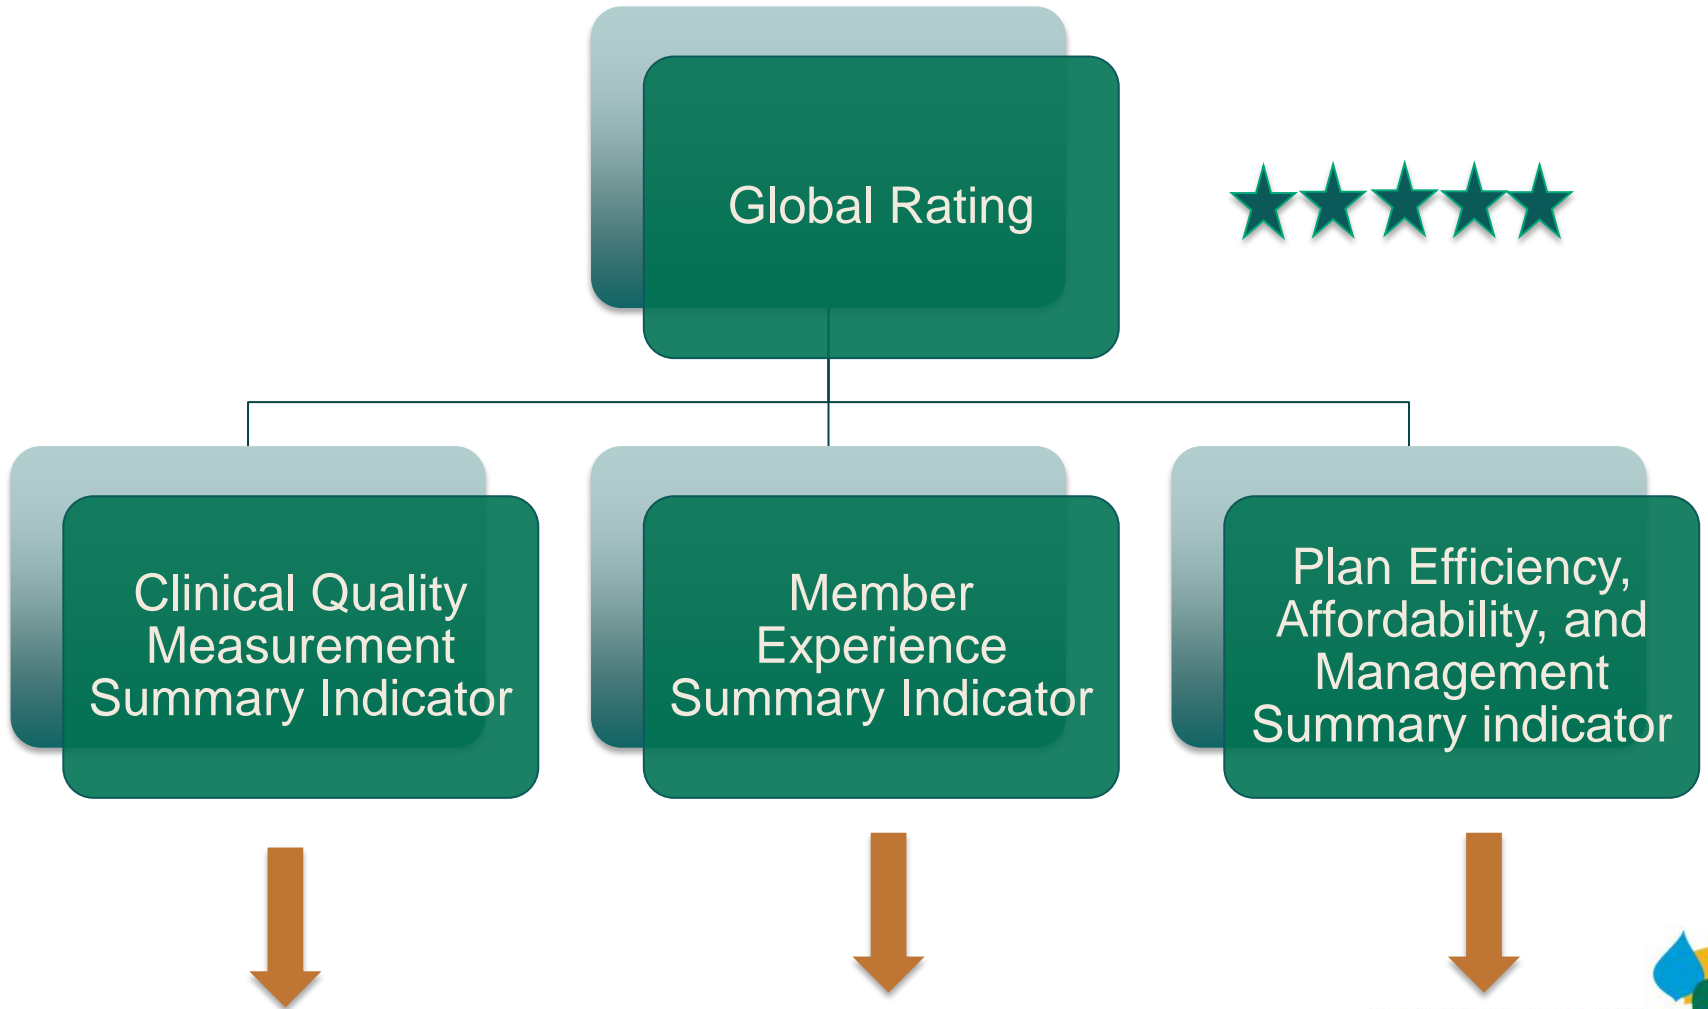 Global Rating
Clinical Quality
Measurement
Summary Indicator
Member
Experience
Summary Indicator
Plan Efficiency,
Affordability, and
Management
Summary indicator